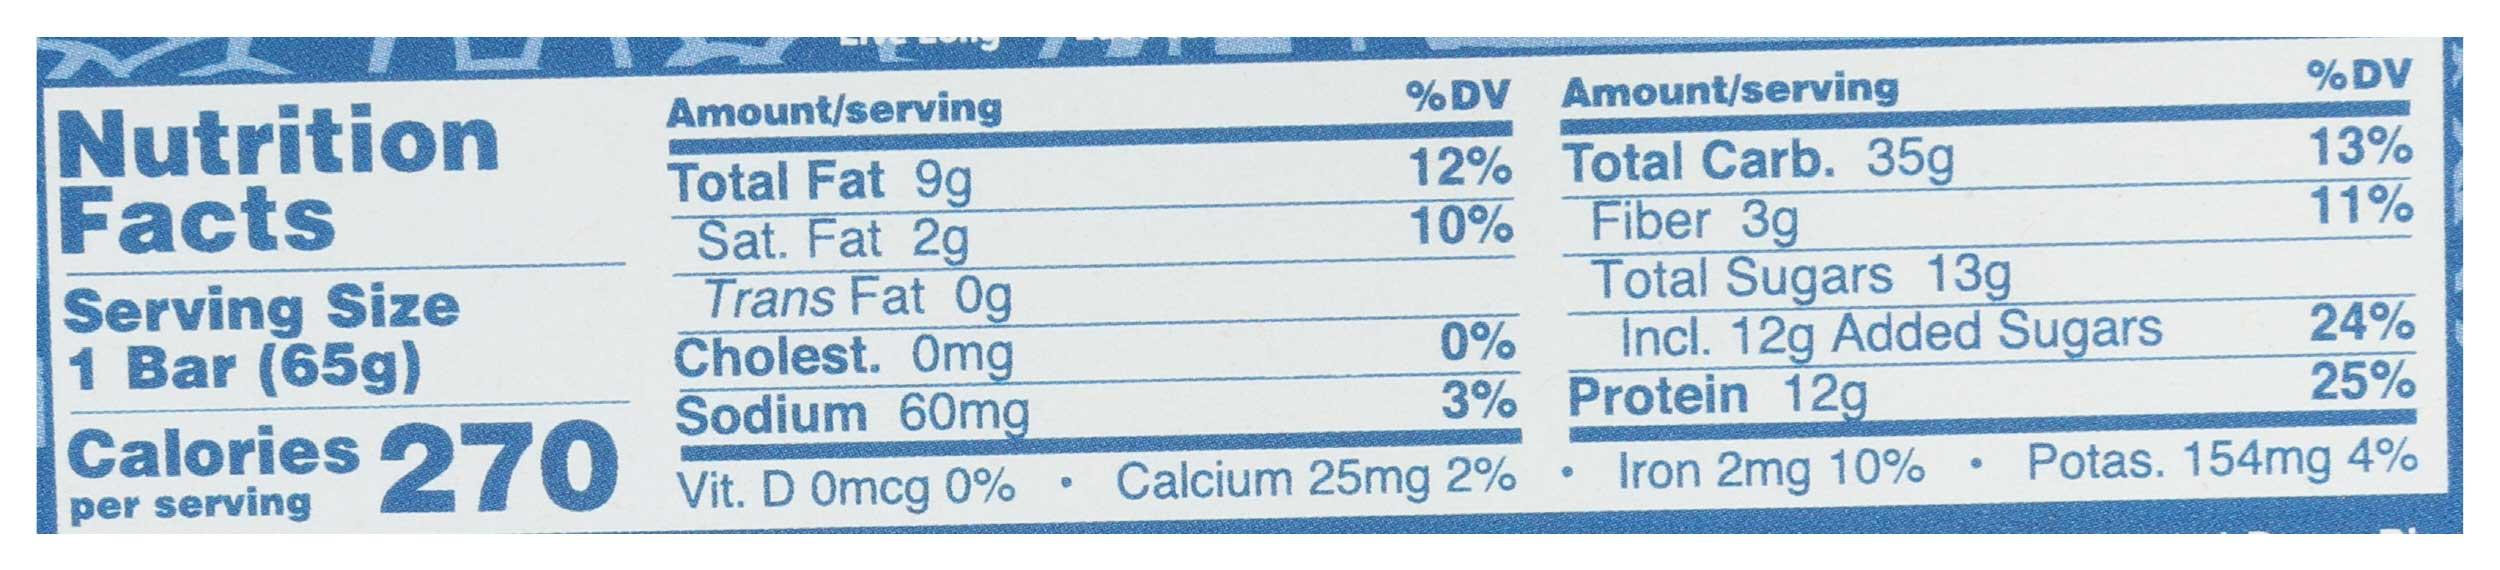 Nutrition
Facts
Serving Size
1 Bar (65g)
Calories 270
per serving
Amount/serving %DV
Total Fat 9g 12%
Sat. Fat 2g 10%
Trans Fat 0g
Cholest. 0mg 0%
Sodium 60mg 3%
Amount/serving %DV
Total Carb. 35g 13%
Fiber 3g 11%
Total Sugars 13g
Incl. 12g Added Sugars 24%
Protein 12g 25%
Vit. D 0mcg 0% • Calcium 25mg 2% • Iron 2mg 10% • Potas. 154mg 4%